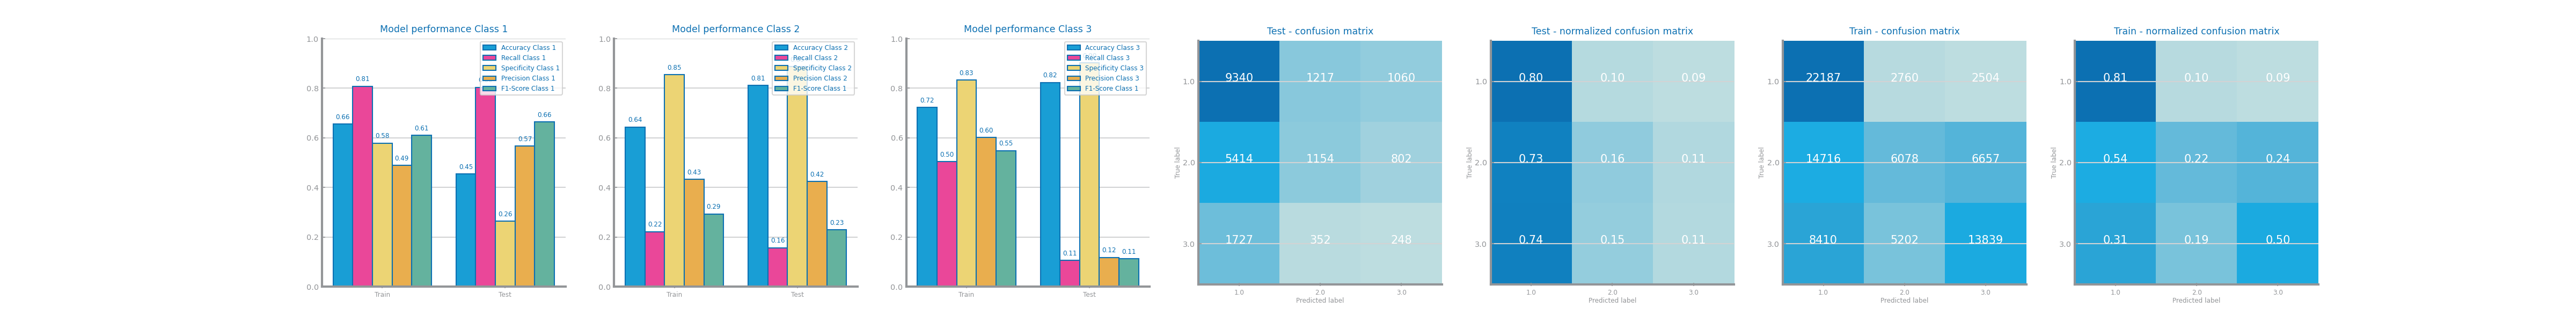 Model performance Class 1
1.0
0.8
0.6
0.4
0.2
0.0
Accuracy Class 1
Recall Class 1
Specificity Class 1
Precision Class 1
F1-Score Class 1
0.66
0.81
0.58
0.49
0.61
0.45
0.26
0.57
0.66
Train
Test
Model performance Class 2
1.0
0.8
0.6
0.4
0.2
0.0
Accuracy Class 2
Recall Class 2
Specificity Class 2
Precision Class 2
F1-Score Class 2
0.64
0.22
0.85
0.43
0.29
0.81
0.16
0.42
0.23
Train
Test
Model performance Class 3
1.0
0.8
0.6
0.4
0.2
0.0
Accuracy Class 3
Recall Class 3
Specificity Class 3
Precision Class 3
F1-Score Class 1
0.72
0.50
0.83
0.60
0.55
0.82
0.11
0.12
0.11
Train
Test
Test - confusion matrix
True label
1.0 9340 1217 1060
2.0 5414 1154 802
3.0 1727 352 248
1.0 2.0 3.0
Predicted label
Test - normalized confusion matrix
True label
1.0 0.80 0.10 0.09
2.0 0.73 0.16 0.11
3.0 0.74 0.15 0.11
1.0 2.0 3.0
Predicted label
Train - confusion matrix
True label
1.0 22187 2760 2504
2.0 14716 6078 6657
3.0 8410 5202 13839
1.0 2.0 3.0
Predicted label
Train - normalized confusion matrix
True label
1.0 0.81 0.10 0.09
2.0 0.54 0.22 0.24
3.0 0.31 0.19 0.50
1.0 2.0 3.0
Predicted label